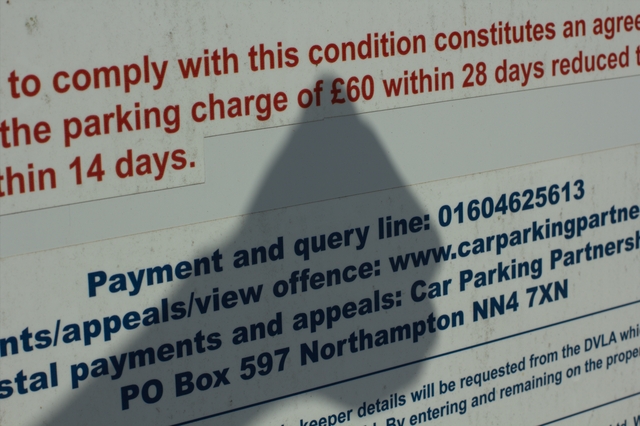 to comply with this condition constitutes an agree
the parking charge of £60 within 28 days reduced t
thin 14 days.
Payment and query line: 01604625613
nts/appeals/view offence: www.carparkingpartne
stal payments and appeals: Car Parking Partnersh
PO Box 597 Northampton NN4 7XN
keeper details will be requested from the DVLA whi
By entering and remaining on the prope